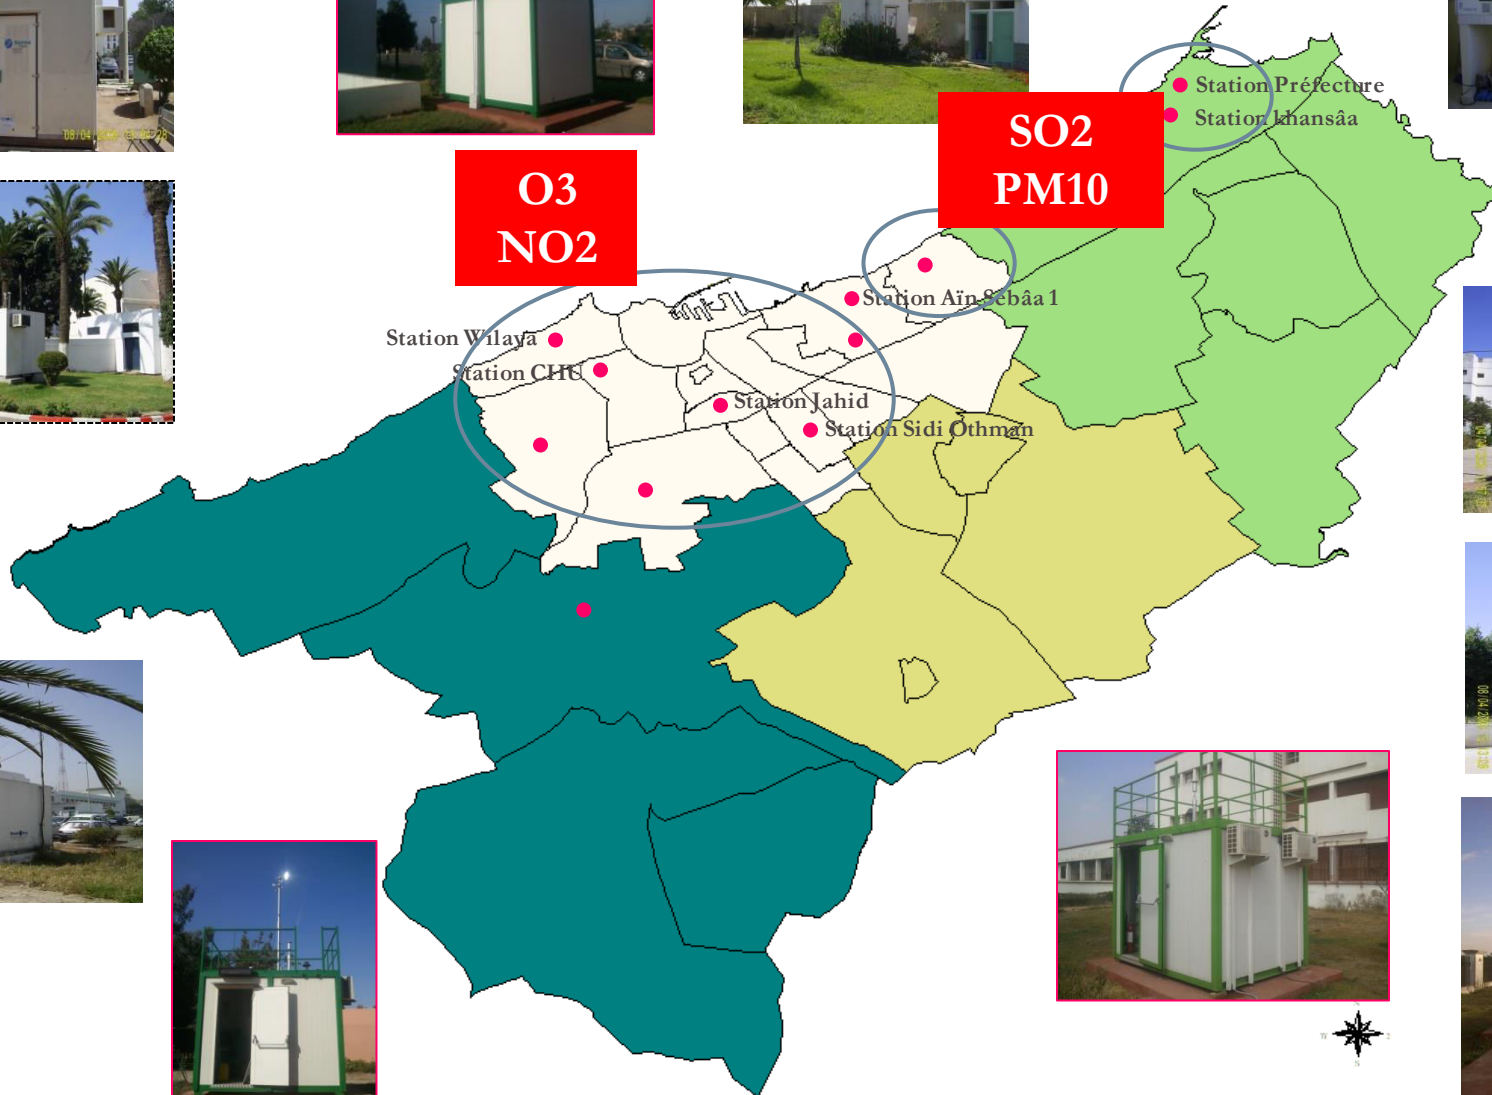 Station Préfecture
Station khansâa
SO2
PM10
O3
NO2
Station Aïn Sebâa 1
Station Wilaya
Station CHU
Station Jahid
Station Sidi Othman
S